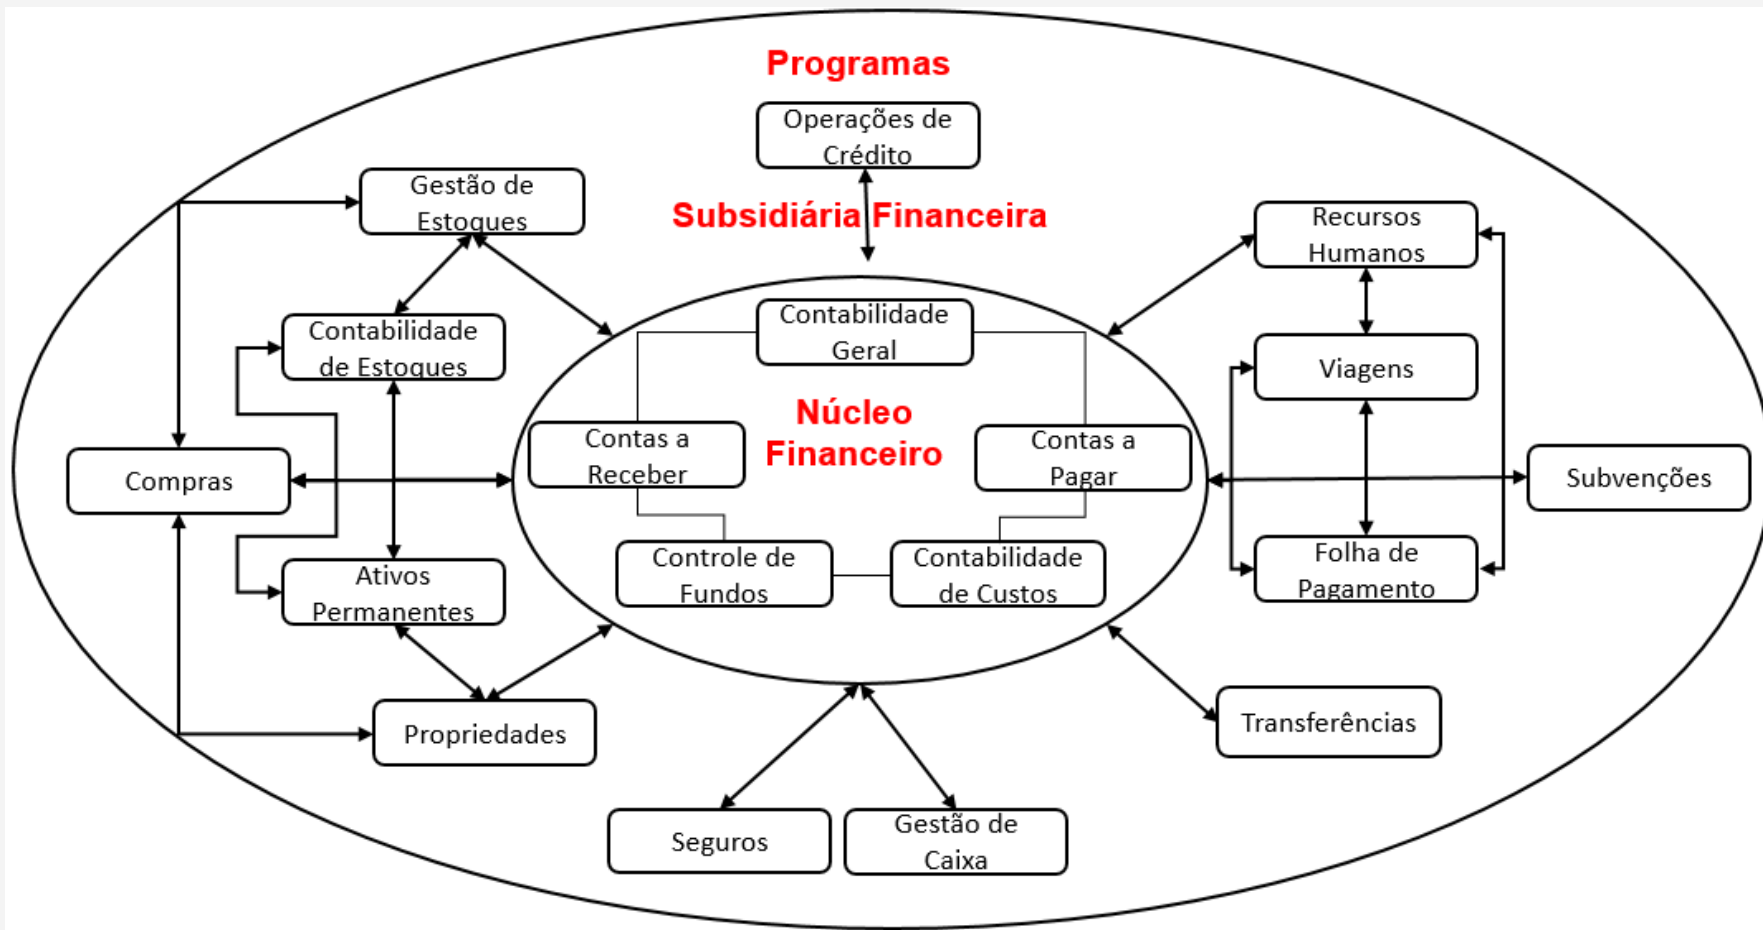 Programas
Operações de
Crédito
Gestão de
Estoques
Subsidiária Financeira
Recursos
Humanos
Contabilidade
de Estoques
Contabilidade
Geral
Viagens
Núcleo
Financeiro
Contas a
Receber
Contas a
Pagar
Compras
Subvenções
Ativos
Permanentes
Controle de
Fundos
Contabilidade
de Custos
Folha de
Pagamento
Propriedades
Transferências
Seguros
Gestão de
Caixa